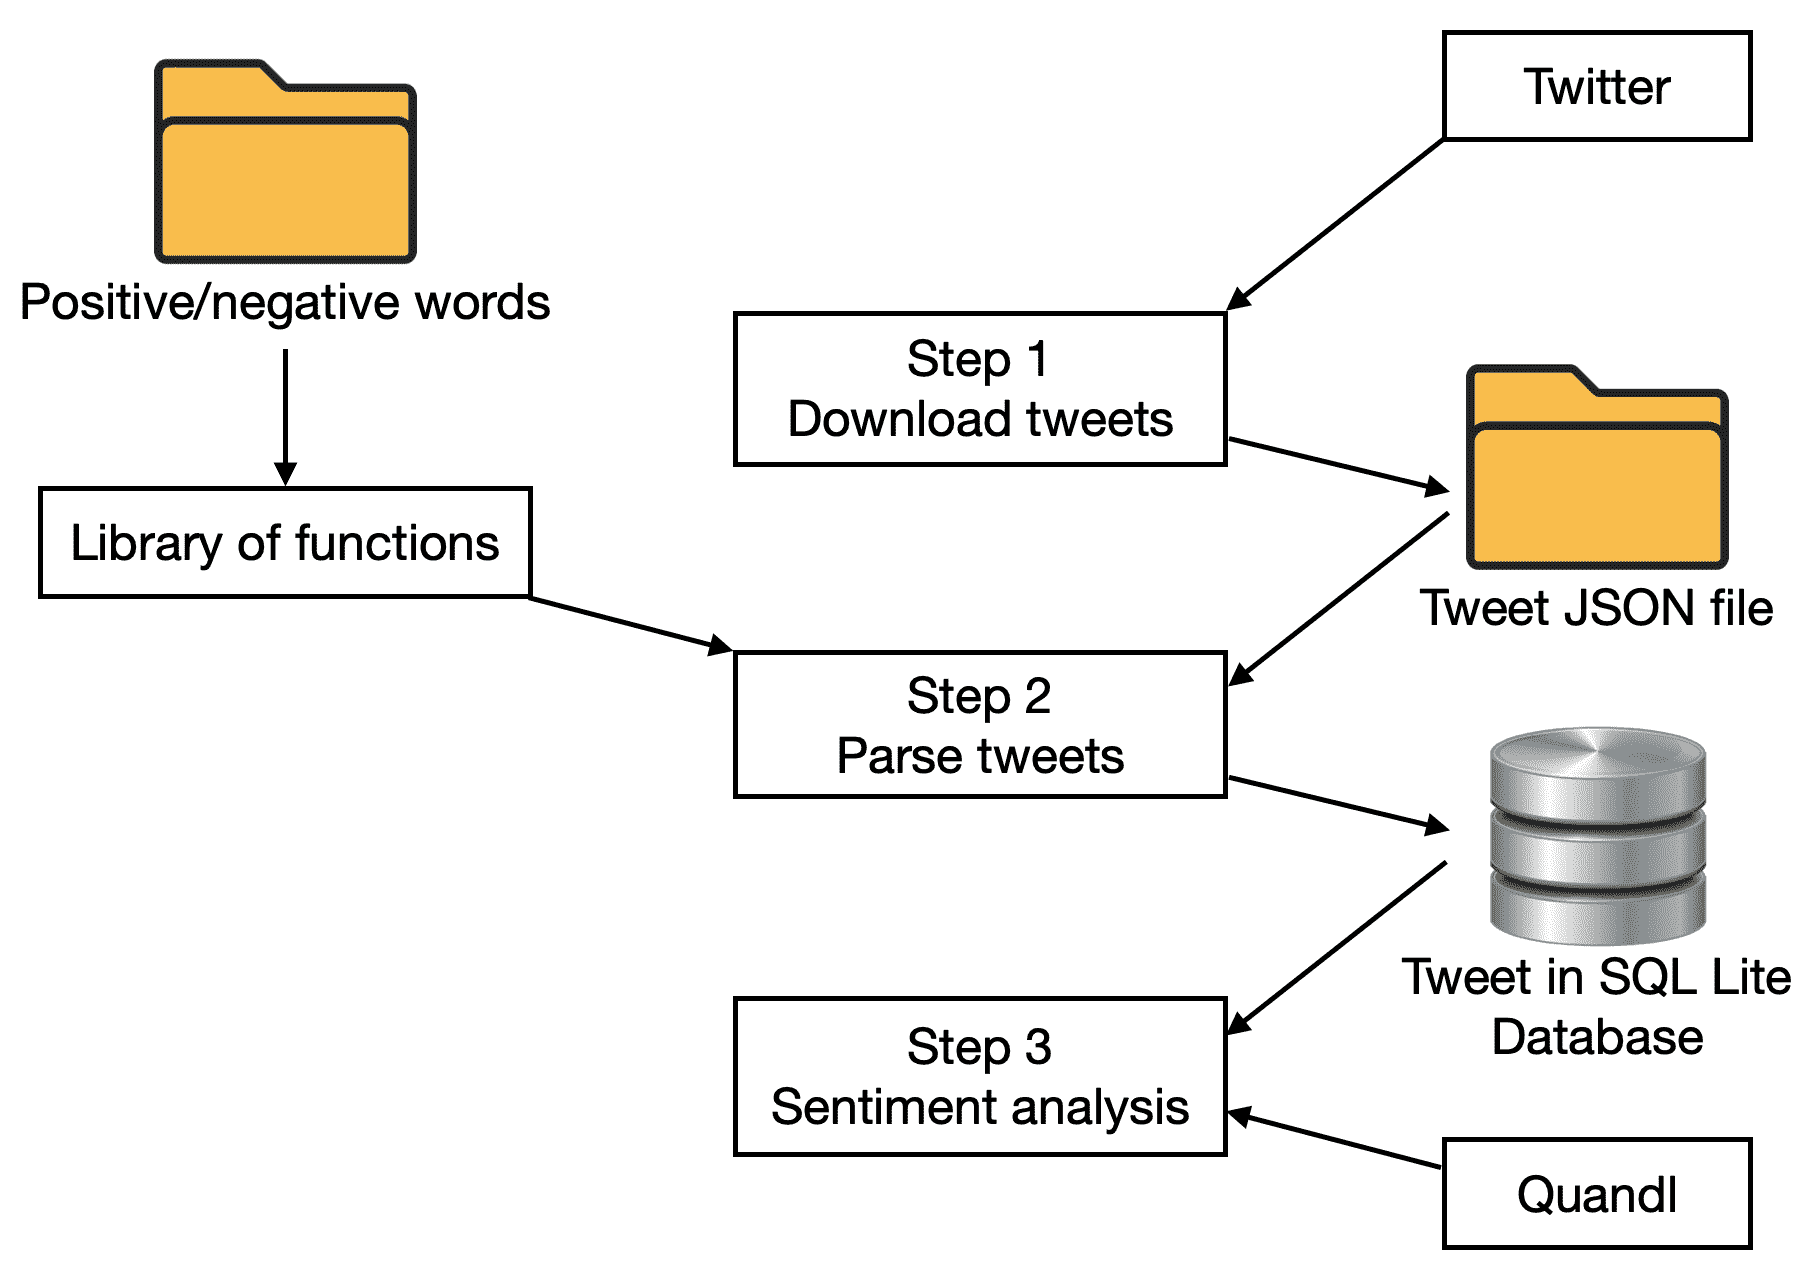 Twitter
Positive/negative words
Step 1
Download tweets
Library of functions
Tweet JSON file
Step 2
Parse tweets
Tweet in SQL Lite
Database
Step 3
Sentiment analysis
Quandl